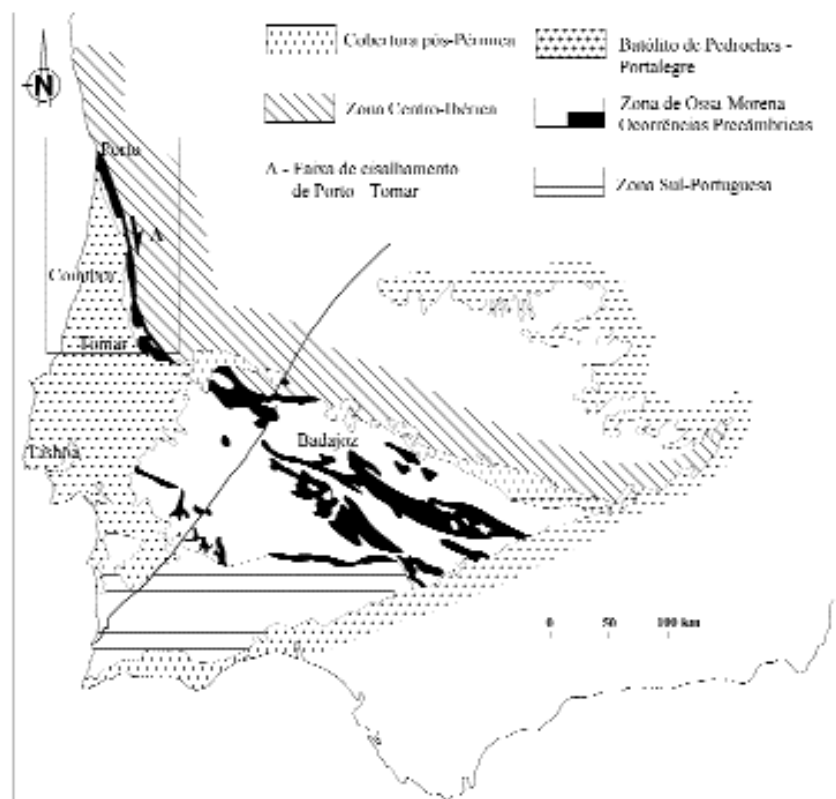 Cobertura pós-Pérmica
Batólito de Pedroches -
Portalegre
Zona Centro-Ibérica
Zona de Ossa Morena
Ocorrências Precâmbricas
A - Faixa de cisalhamento
de Porto Tomar
Zona Sul-Portuguesa
N
Porto
A
Coimbra
Tomar
Lisboa
Badajoz
0 50 100 km